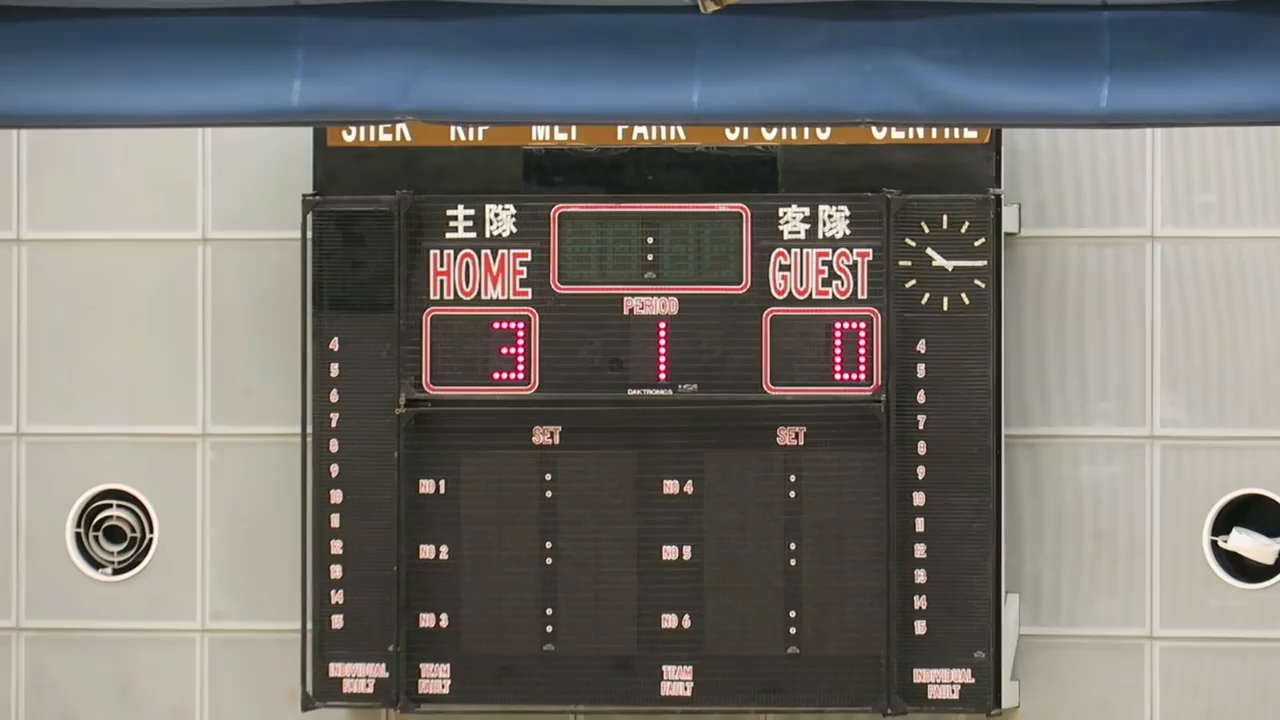 SHEK KIP MEI PARK SPORTS CENTRE
主隊
客隊
HOME
GUEST
PERIOD
3
1
0
DAKTRONICS
4
5
6
7
8
9
10
11
12
13
14
15
INDIVIDUAL
FAULT
SET
SET
NO 1
NO 4
NO 2
NO 5
NO 3
NO 6
TEAM
FAULT
TEAM
FAULT
4
5
6
7
8
9
10
11
12
13
14
15
INDIVIDUAL
FAULT